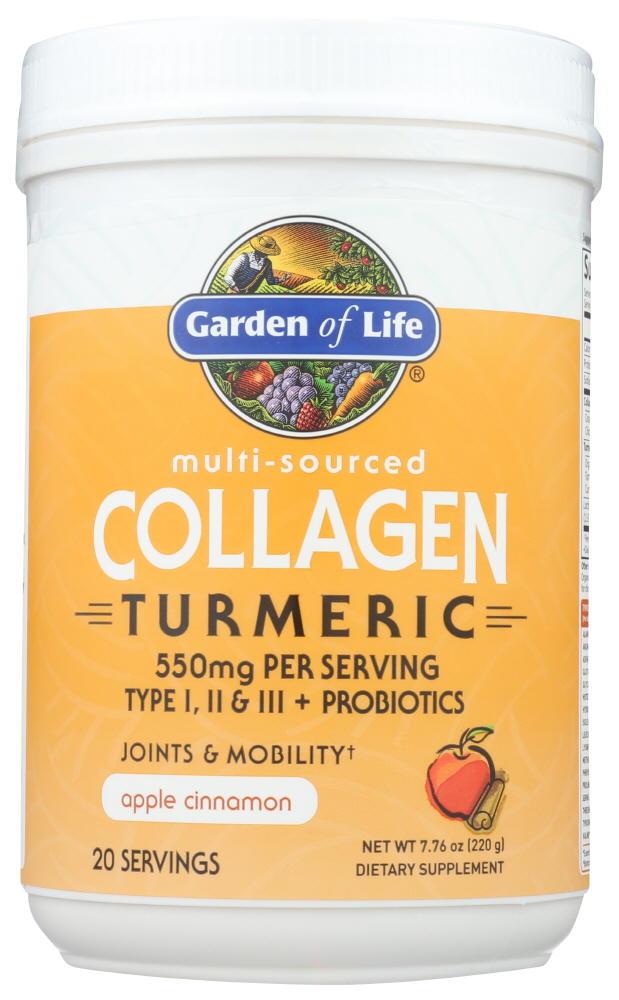 Garden of Life
®
multi-sourced
COLLAGEN
TURMERIC
550mg PER SERVING
TYPE I, II & III + PROBIOTICS
JOINTS & MOBILITY†
apple cinnamon
20 SERVINGS
NET WT 7.76 oz (220 g)
DIETARY SUPPLEMENT